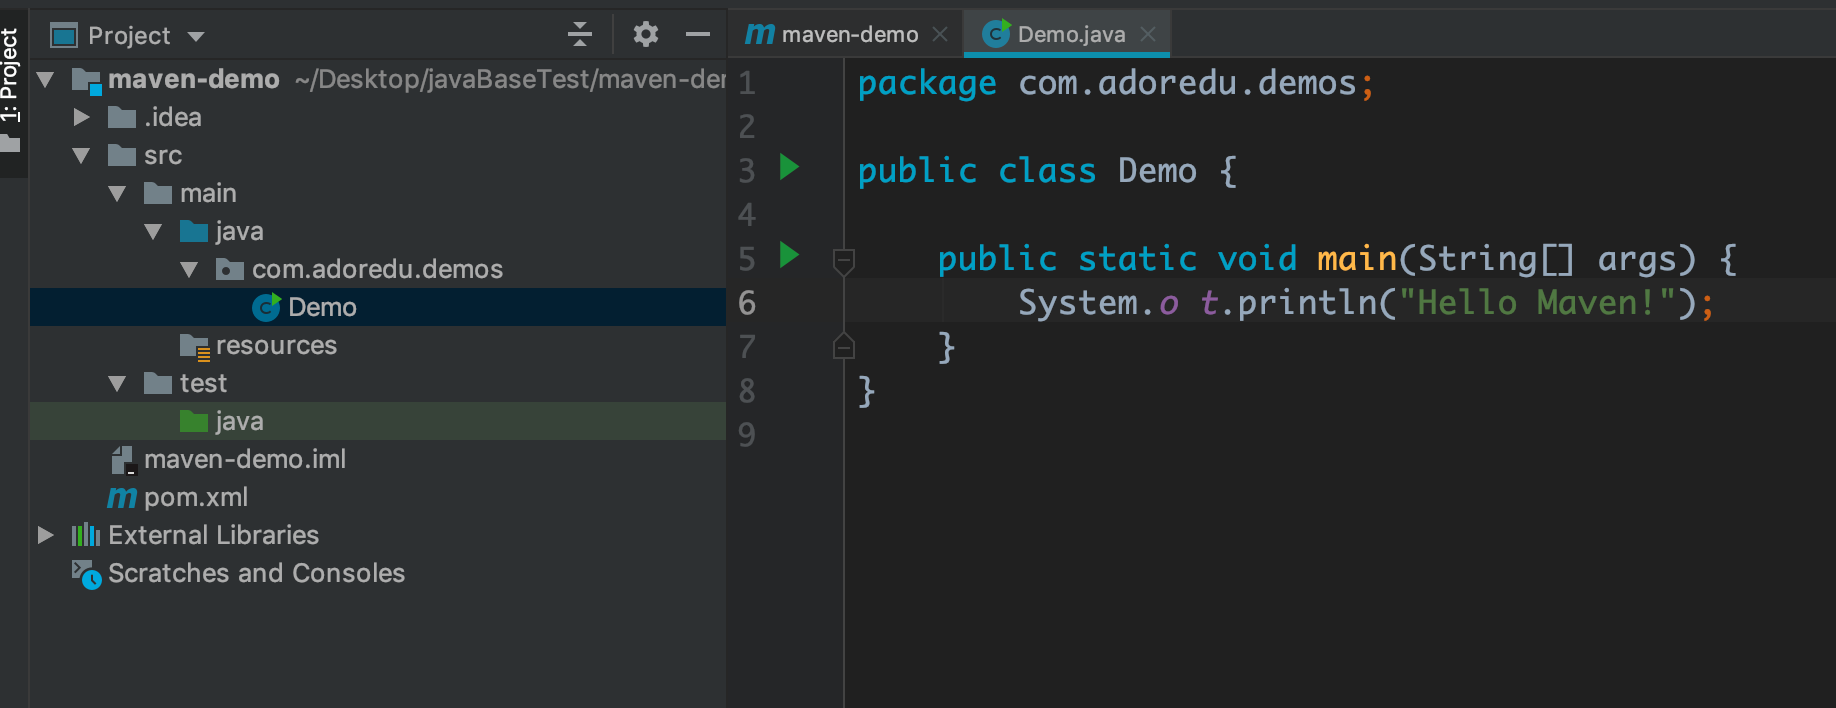 1: Project
Project
maven-demo ~/Desktop/javaBaseTest/maven-der
.idea
src
main
java
com.adoredu.demos
Demo
resources
test
java
maven-demo.iml
pom.xml
External Libraries
Scratches and Consoles
maven-demo
Demo.java
1 package com.adoredu.demos;
2
3 public class Demo {
4
5 public static void main(String[] args) {
6 System.o t.println("Hello Maven!");
7 }
8 }
9